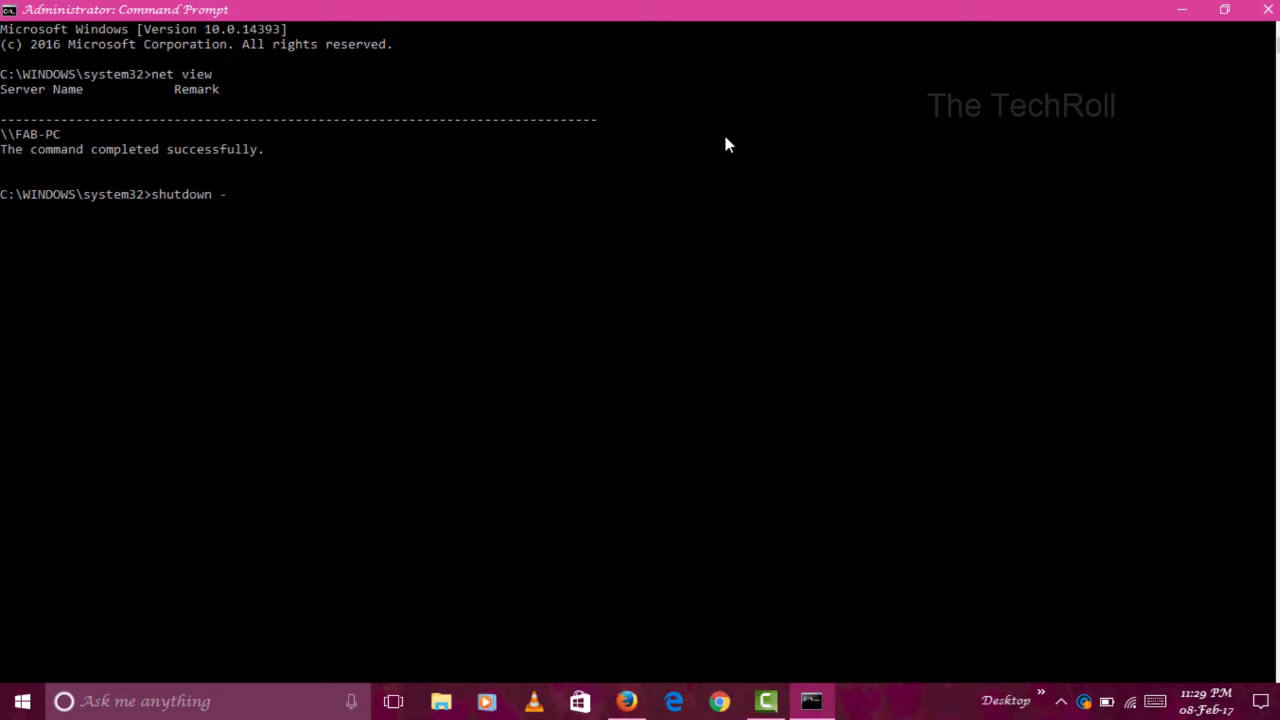 Administrator: Command Prompt
Microsoft Windows [Version 10.0.14393]
(c) 2016 Microsoft Corporation. All rights reserved.
C:\WINDOWS\system32>net view
Server Name Remark
-------------------------------------------------------------------------------
\\FAB-PC
The command completed successfully.
C:\WINDOWS\system32>shutdown -
The TechRoll
Ask me anything
Desktop
11:29 PM
08-Feb-17